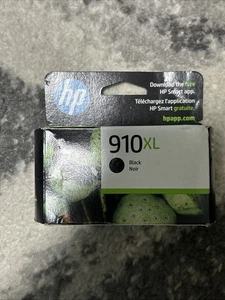 hp
Download the free
HP Smart app.
Téléchargez l'application
HP Smart gratuite.
hpapp.com
910XL
Black
Noir